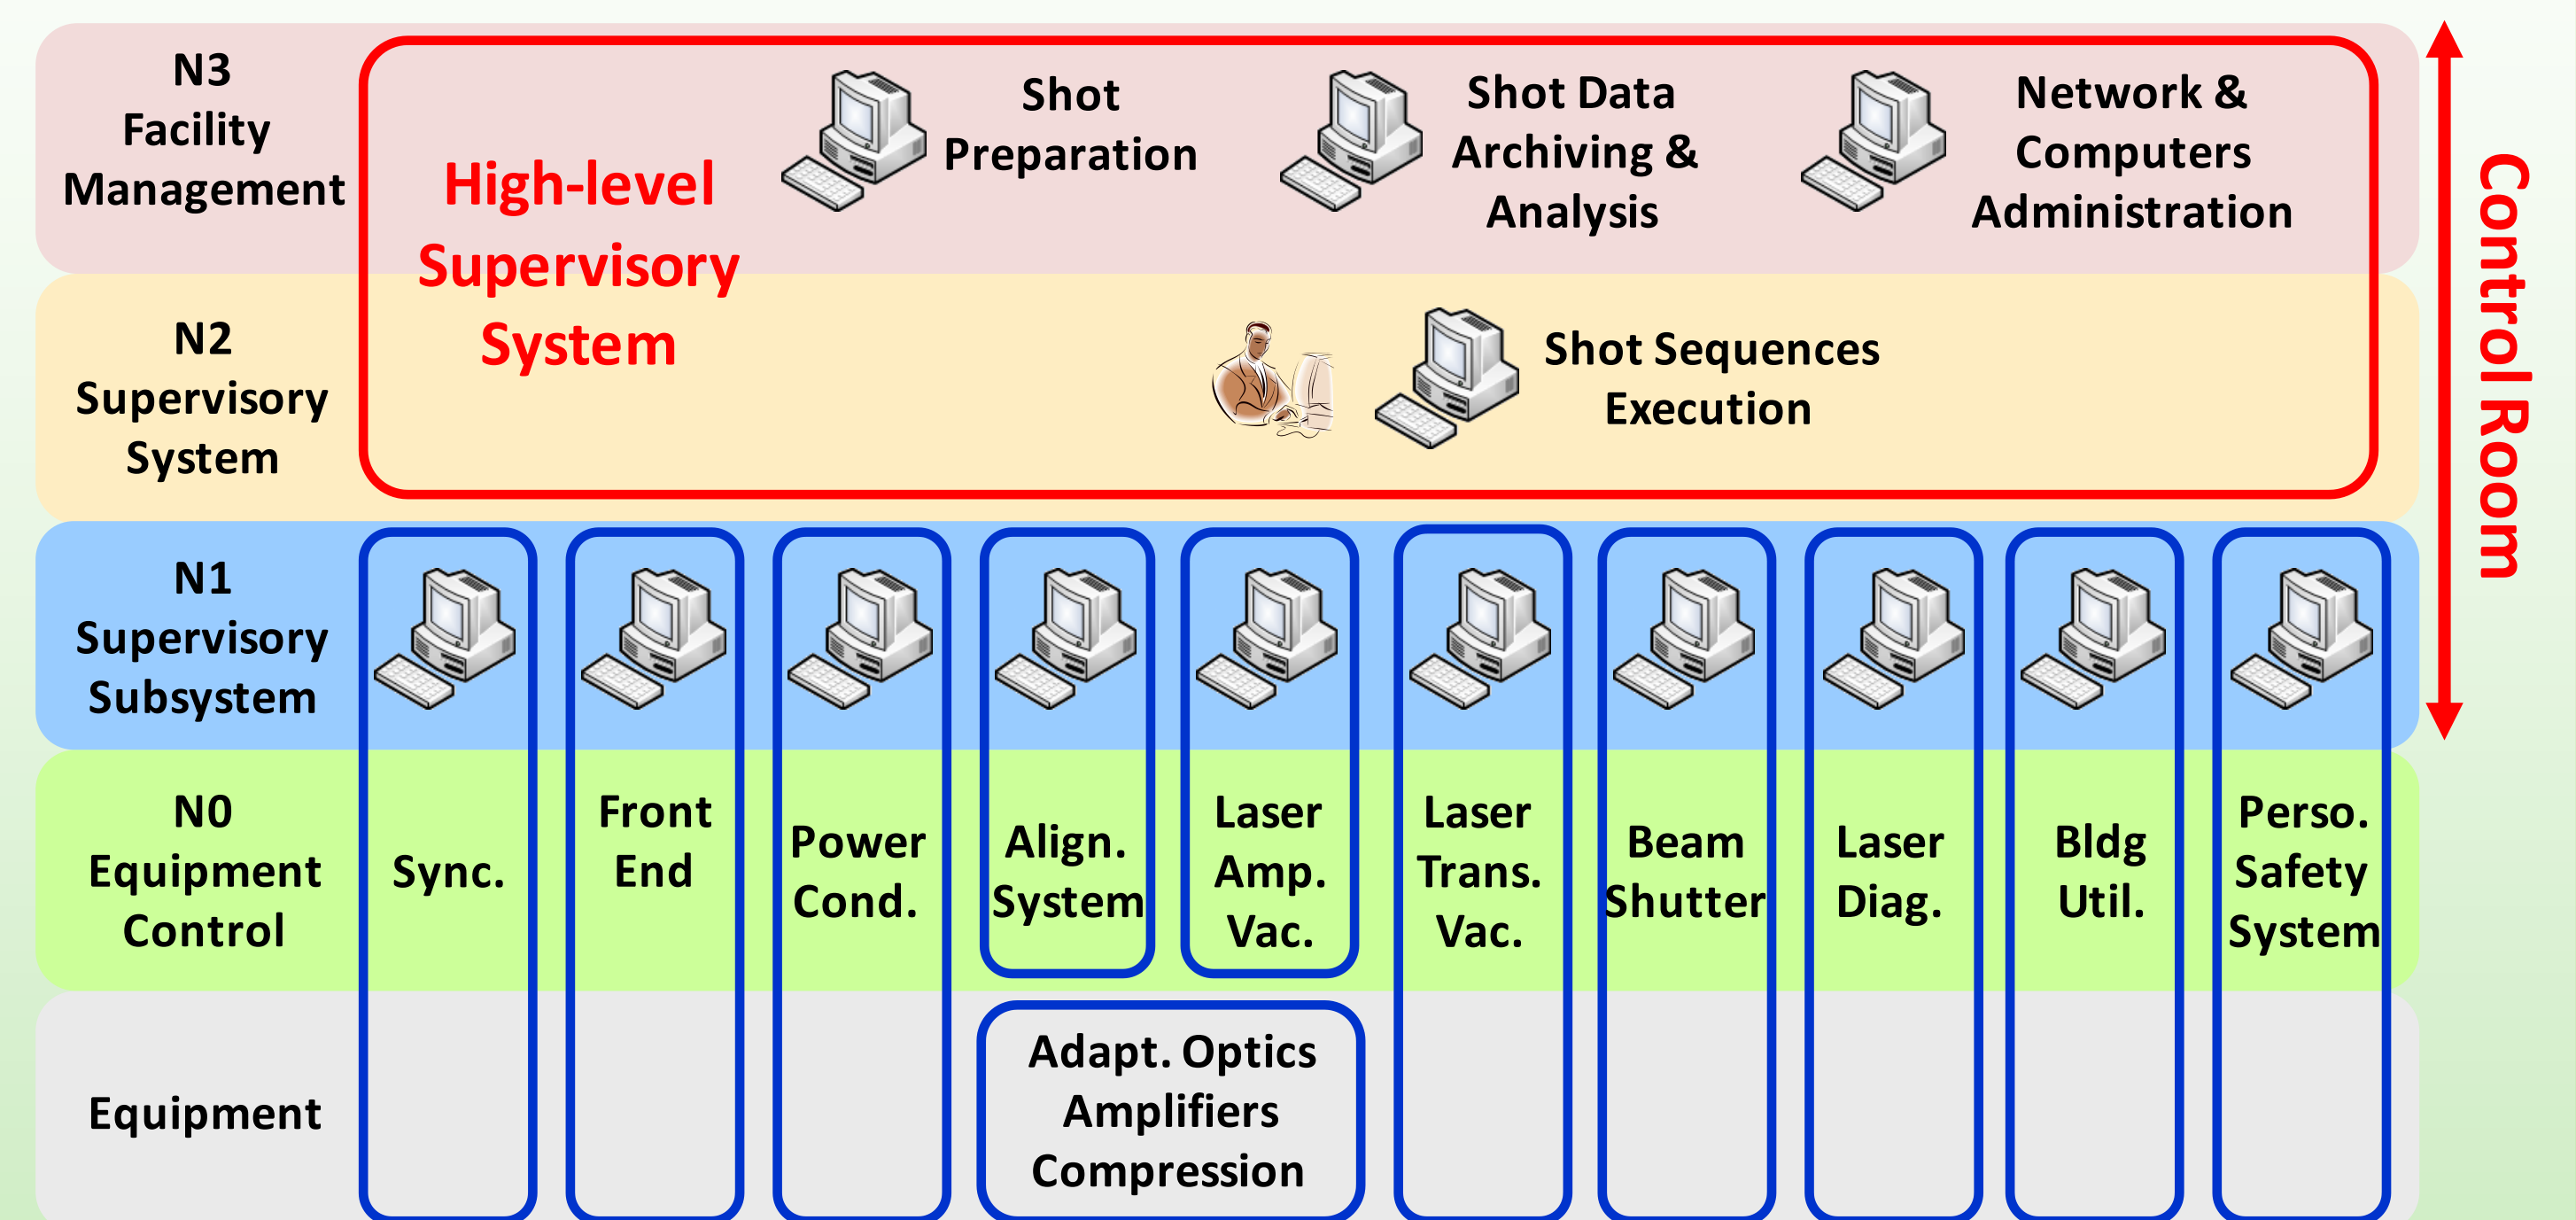 N3
Facility
Management
High-level
Supervisory
System
Shot
Preparation
Shot Data
Archiving &
Analysis
Network &
Computers
Administration
Control Room
N2
Supervisory
System
Shot Sequences
Execution
N1
Supervisory
Subsystem
N0
Equipment
Control
Sync.
Front
End
Power
Cond.
Align.
System
Laser
Amp.
Vac.
Laser
Trans.
Vac.
Beam
Shutter
Laser
Diag.
Bldg
Util.
Perso.
Safety
System
Equipment
Adapt. Optics
Amplifiers
Compression